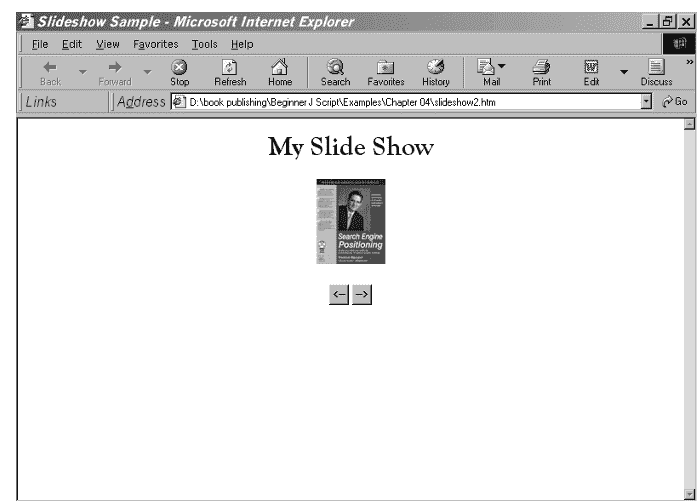 Slideshow Sample - Microsoft Internet Explorer
File Edit View Favorites Tools Help
Back Forward Stop Refresh Home Search Favorites History Mail Print Edit Discuss »
Links Address D:\book publishing\Beginner J Script\Examples\Chapter 04\slideshow2.htm Go
My Slide Show
Search Engine
Positioning
<-- -->